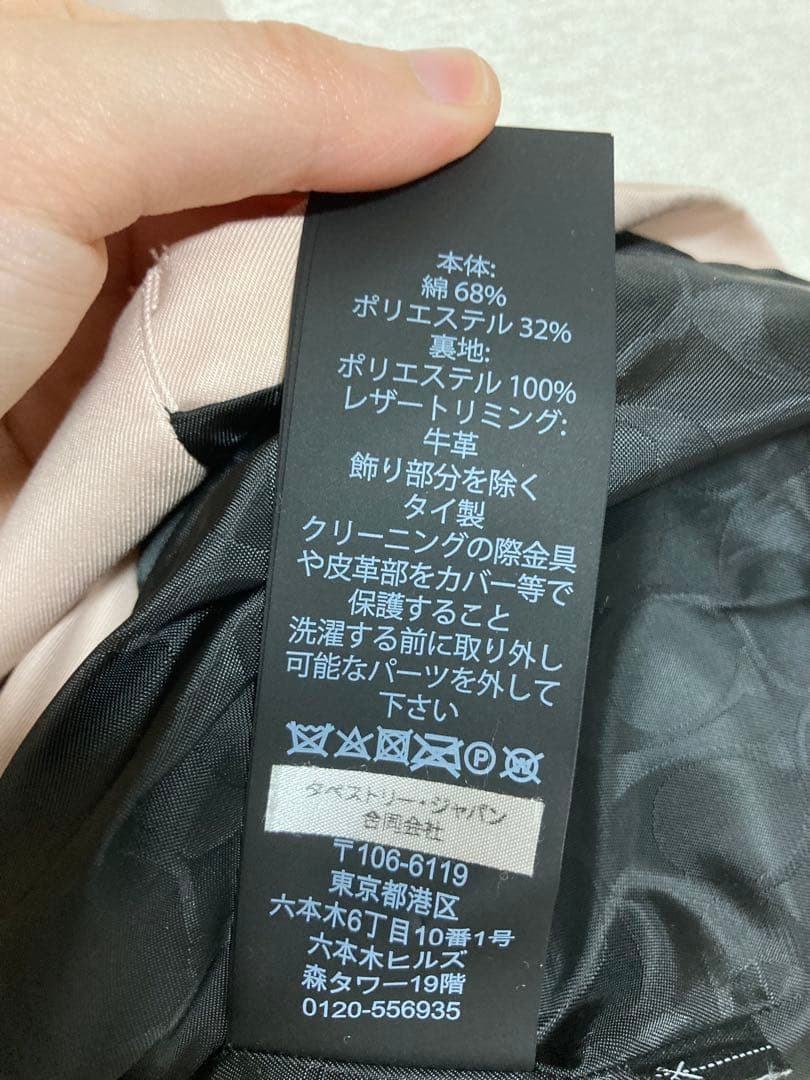 本体:
綿 68%
ポリエステル 32%
裏地:
ポリエステル 100%
レザートリミング:
牛革
飾り部分を除く
タイ製
クリーニングの際金具
や皮革部をカバー等で
保護すること
洗濯する前に取り外し
可能なパーツを外して
下さい
P W
タペストリー・ジャパン
合同会社
〒106-6119
東京都港区
六本木6丁目10番1号
六本木ヒルズ
森タワー19階
0120-556935